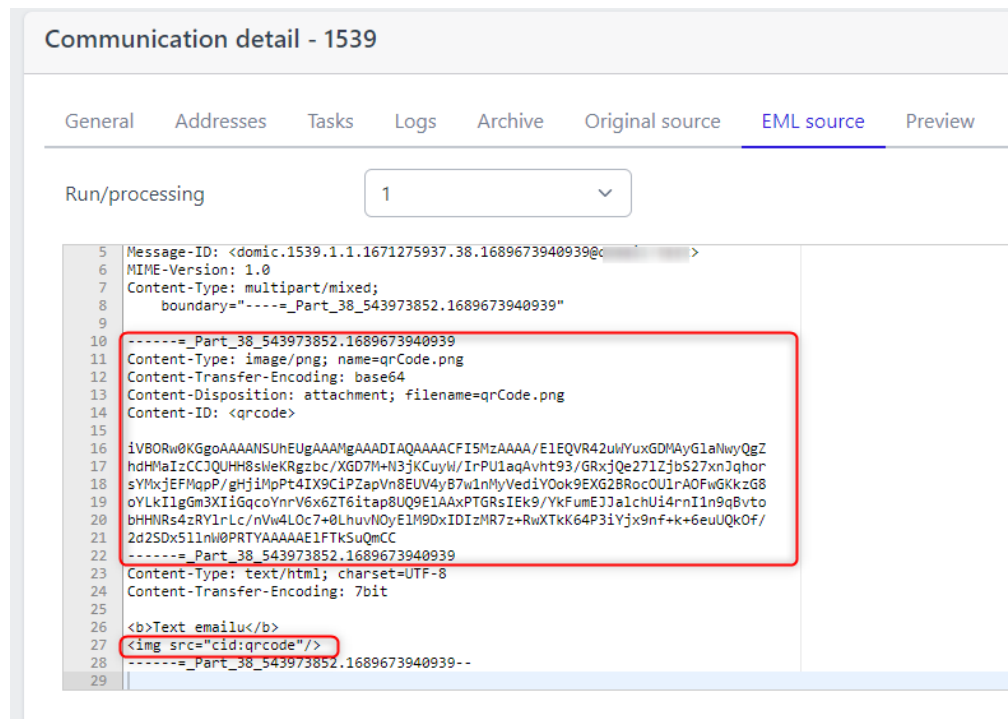 Communication detail - 1539
General Addresses Tasks Logs Archive Original source EML source Preview
Run/processing 1
5 Message-ID: <domic.1539.1.1.1671275937.38.1689673940939@ >
6 MIME-Version: 1.0
7 Content-Type: multipart/mixed;
8 boundary="----=_Part_38_543973852.1689673940939"
9
10 ------=_Part_38_543973852.1689673940939
11 Content-Type: image/png; name=qrCode.png
12 Content-Transfer-Encoding: base64
13 Content-Disposition: attachment; filename=qrCode.png
14 Content-ID: <qrcode>
15
16 iVBORw0KGgoAAAANSUhEUgAAAMgAAADIAQAAAACFI5MzAAAA/ElEQVR42uWYuxGDMAyGlaNwyQgZ
17 hdHMaIzCCJQUHH8sWeKRgzbc/XGD7M+N3jKCuyW/IrPU1aqAvht93/GRxjQe27lZjbS27xnJqhor
18 sYMxjEFMqpP/gHjiMpPt4IX9CiPZapVn8EUV4yB7w1nMyVediYOok9EXG2BRocOUlrAOFwGKkzG8
19 oYLkIlgGm3XIiGqcoYnrV6x6ZT6itap8UQ9ElAAxPTGRsIEk9/YkFumEJJalchUi4rnI1n9qBvto
20 bHHNRs4zRYlrLc/nVw4LOc7+0LhuvNOyElM9DxIDIzMR7z+RwXTkK64P3iYjx9nf+k+6euUQkOf/
21 2d2SDx5llnW0PRTYAAAAAElFTkSuQmCC
22 ------=_Part_38_543973852.1689673940939
23 Content-Type: text/html; charset=UTF-8
24 Content-Transfer-Encoding: 7bit
25
26 <b>Text emailu</b>
27 <img src="cid:qrcode"/>
28 ------=_Part_38_543973852.1689673940939--
29